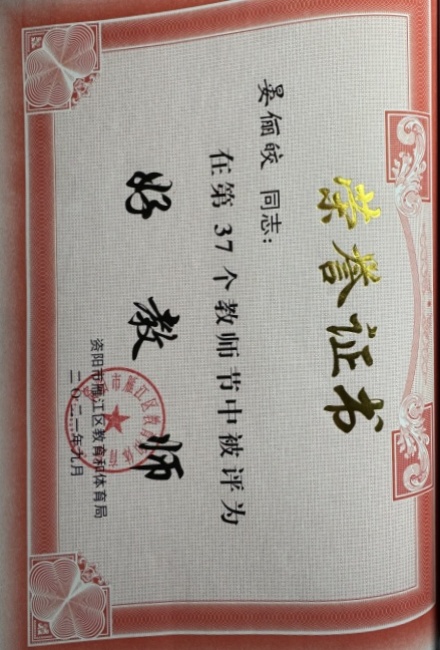 荣誉证书
晏俪皎 同志:
在第37个教师节中被评为
好教师
资阳市雁江区教育和体育局
二〇二一年九月